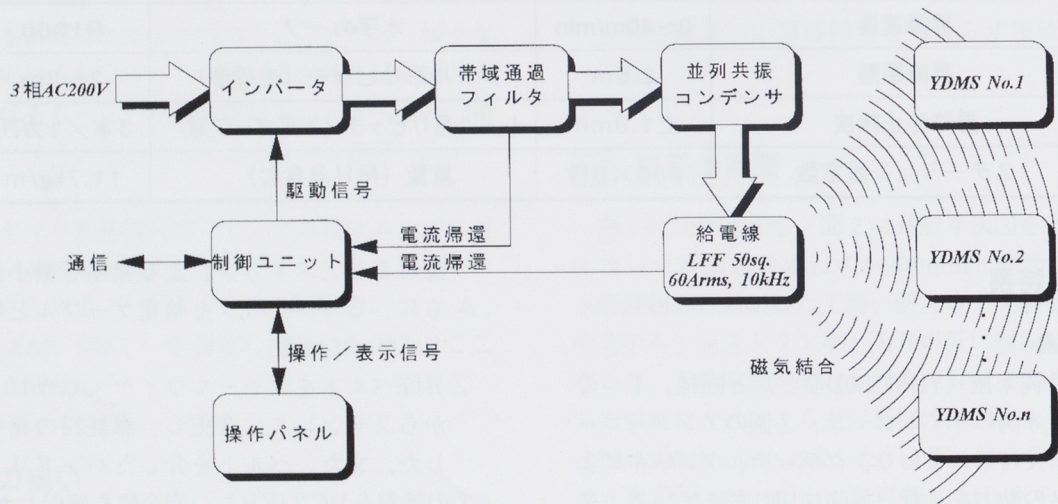 3相AC200V
インバータ
帯域通過
フィルタ
並列共振
コンデンサ
YDMS No.1
駆動信号
電流帰還
電流帰還
給電線
LFF 50sq.
60Arms, 10kHz
YDMS No.2
通信
制御ユニット
操作／表示信号
磁気結合
操作パネル
YDMS No.n